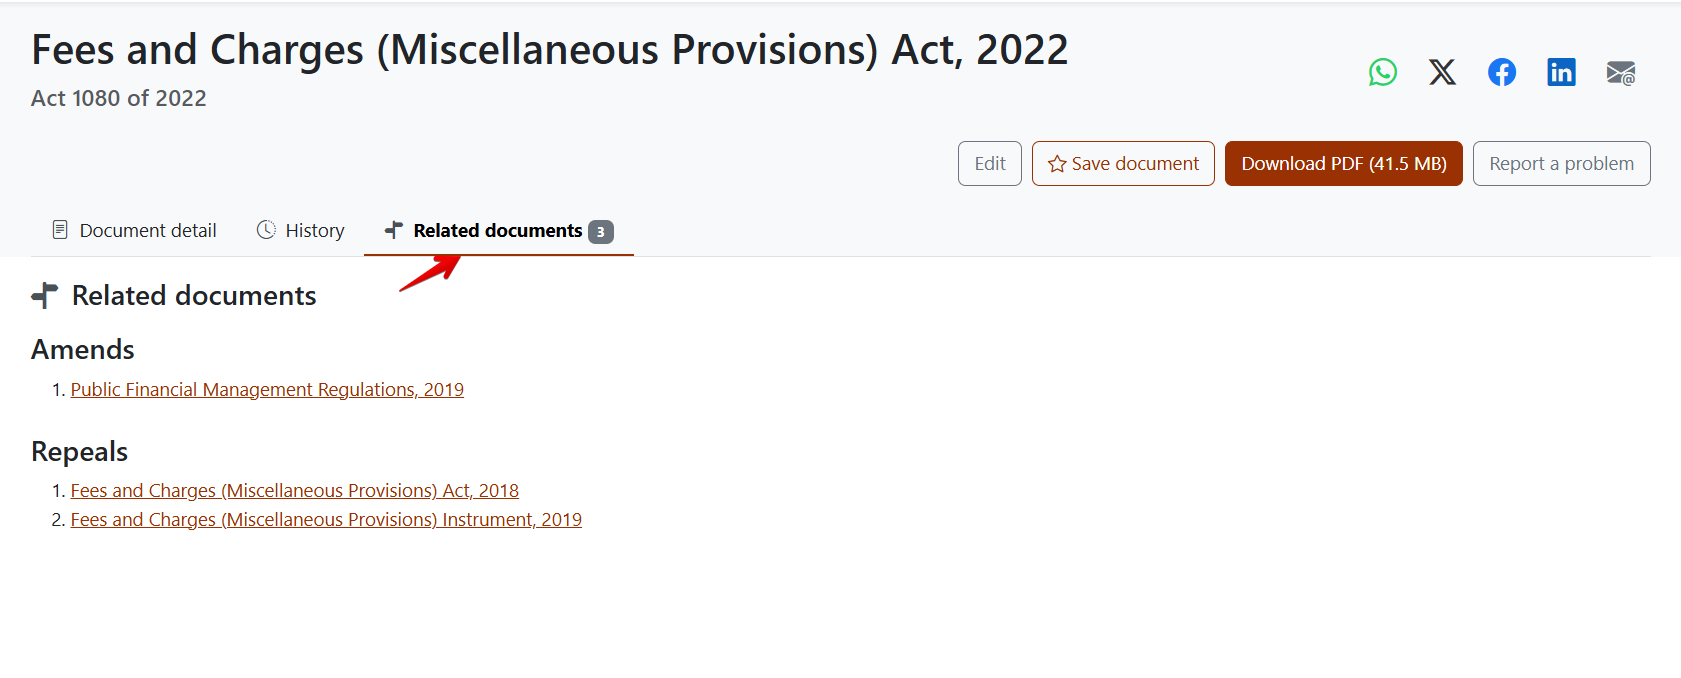 Fees and Charges (Miscellaneous Provisions) Act, 2022
Act 1080 of 2022
Edit
Save document
Download PDF (41.5 MB)
Report a problem
Document detail
History
Related documents 3
Related documents
Amends
1. Public Financial Management Regulations, 2019
Repeals
1. Fees and Charges (Miscellaneous Provisions) Act, 2018
2. Fees and Charges (Miscellaneous Provisions) Instrument, 2019